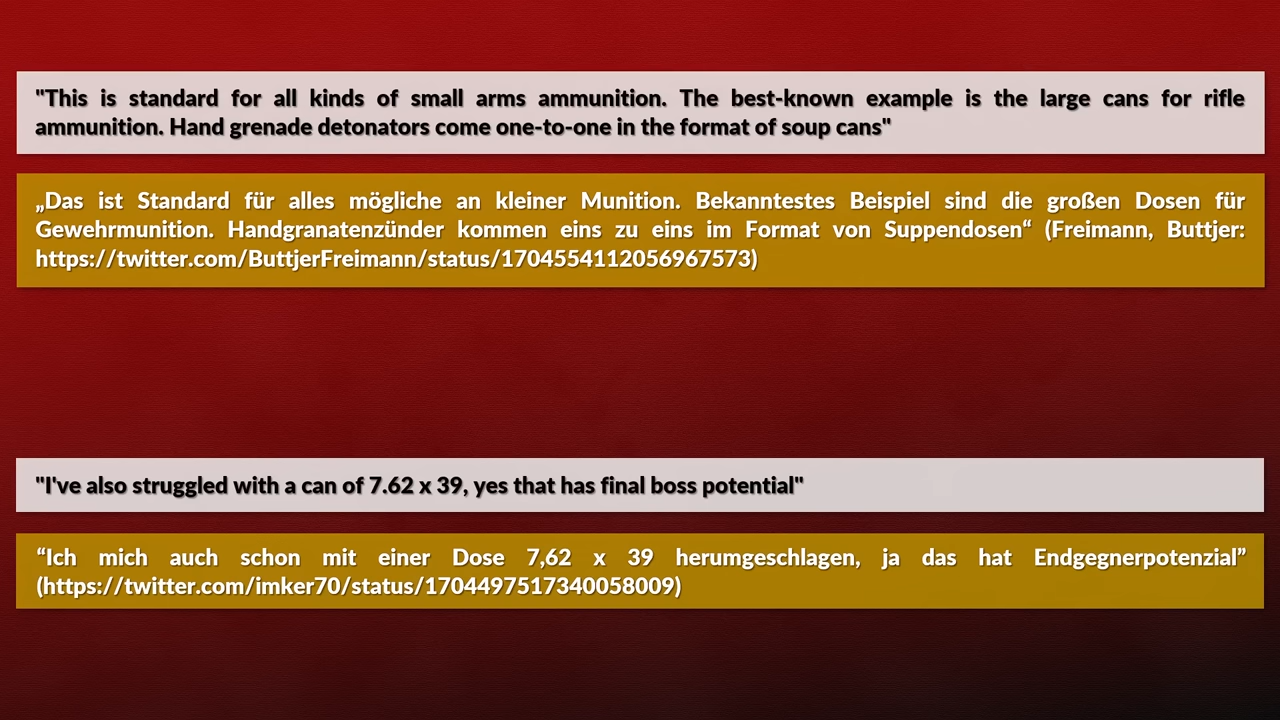 "This is standard for all kinds of small arms ammunition. The best-known example is the large cans for rifle
ammunition. Hand grenade detonators come one-to-one in the format of soup cans"
„Das ist Standard für alles mögliche an kleiner Munition. Bekanntestes Beispiel sind die großen Dosen für
Gewehrmunition. Handgranatenzünder kommen eins zu eins im Format von Suppendosen“ (Freimann, Buttjer:
https://twitter.com/ButtjerFreimann/status/1704554112056967573)
"I've also struggled with a can of 7.62 x 39, yes that has final boss potential"
“Ich mich auch schon mit einer Dose 7,62 x 39 herumgeschlagen, ja das hat Endgegnerpotenzial”
(https://twitter.com/imker70/status/1704497517340058009)